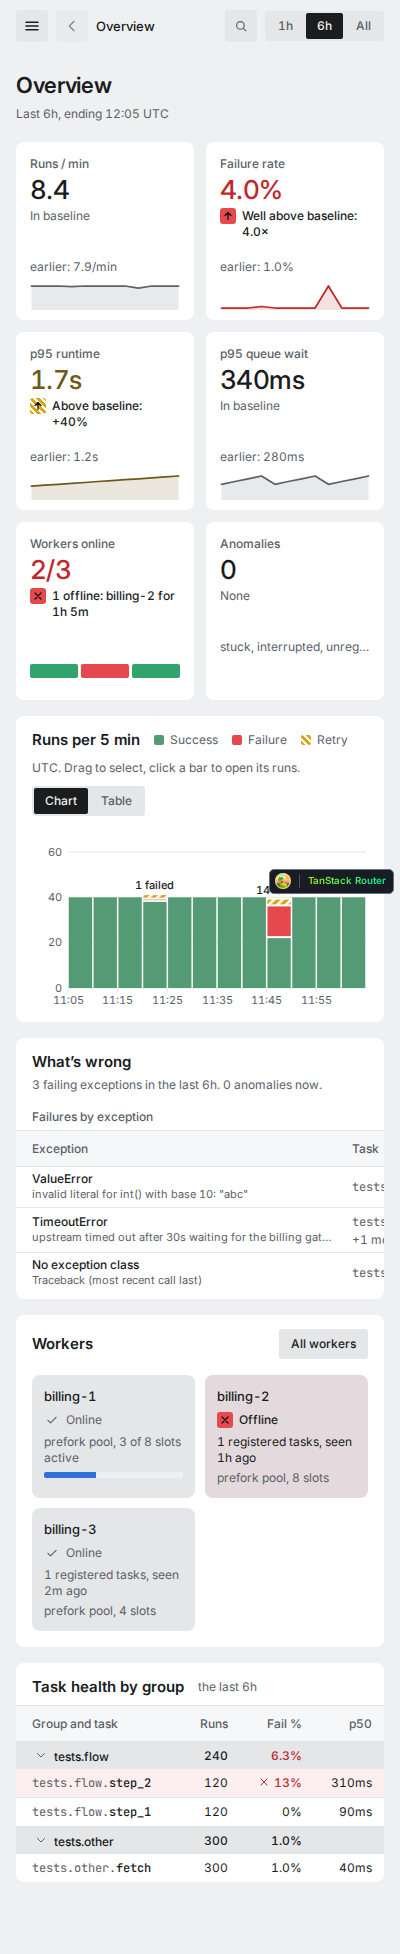 Overview
1h 6h All
Overview
Last 6h, ending 12:05 UTC
Runs / min
8.4
In baseline
earlier: 7.9/min
Failure rate
4.0%
Well above baseline:
4.0×
earlier: 1.0%
p95 runtime
1.7s
Above baseline:
+40%
earlier: 1.2s
p95 queue wait
340ms
In baseline
earlier: 280ms
Workers online
2/3
1 offline: billing-2 for
1h 5m
Anomalies
0
None
stuck, interrupted, unreg...
Runs per 5 min Success Failure Retry
UTC. Drag to select, click a bar to open its runs.
Chart Table
60
40
20
0
1 failed
14
TanStack Router
11:05 11:15 11:25 11:35 11:45 11:55
What's wrong
3 failing exceptions in the last 6h. 0 anomalies now.
Failures by exception
Exception Task
ValueError
invalid literal for int() with base 10: "abc"
tests
TimeoutError
upstream timed out after 30s waiting for the billing gat...
tests
+1 mo
No exception class
Traceback (most recent call last)
tests
Workers
All workers
billing-1
Online
prefork pool, 3 of 8 slots
active
billing-2
Offline
1 registered tasks, seen
1h ago
prefork pool, 8 slots
billing-3
Online
1 registered tasks, seen
2m ago
prefork pool, 4 slots
Task health by group the last 6h
Group and task Runs Fail % p50
tests.flow 240 6.3%
tests.flow.step_2 120 13% 310ms
tests.flow.step_1 120 0% 90ms
tests.other 300 1.0%
tests.other.fetch 300 1.0% 40ms